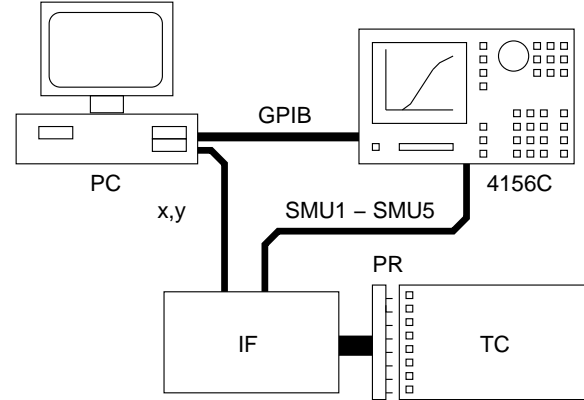 GPIB
PC
4156C
x,y
SMU1 – SMU5
PR
IF
TC